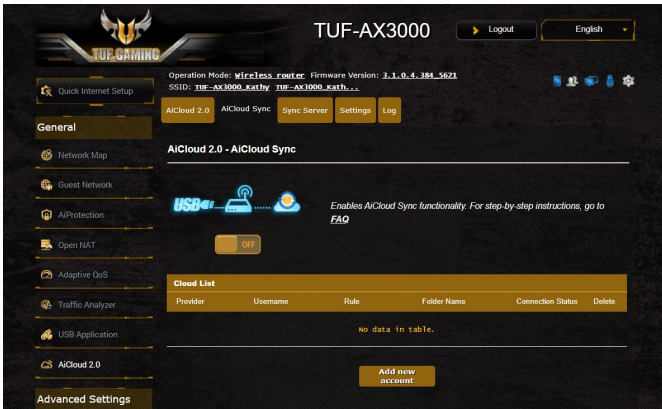 TUF GAMING
TUF-AX3000
Logout
English
Quick Internet Setup
Operation Mode: Wireless router Firmware Version: 3.1.0.4.384_5621
SSID: TUF-AX3000_Kathy TUF-AX3000_Kath...
AiCloud 2.0
AiCloud Sync
Sync Server
Settings
Log
General
Network Map
Guest Network
AiProtection
Open NAT
Adaptive QoS
Traffic Analyzer
USB Application
AiCloud 2.0
Advanced Settings
AiCloud 2.0 - AiCloud Sync
USB
Enables AiCloud Sync functionality. For step-by-step instructions, go to
FAQ
OFF
Cloud List
Provider Username Rule Folder Name Connection Status Delete
No data in table.
Add new
account